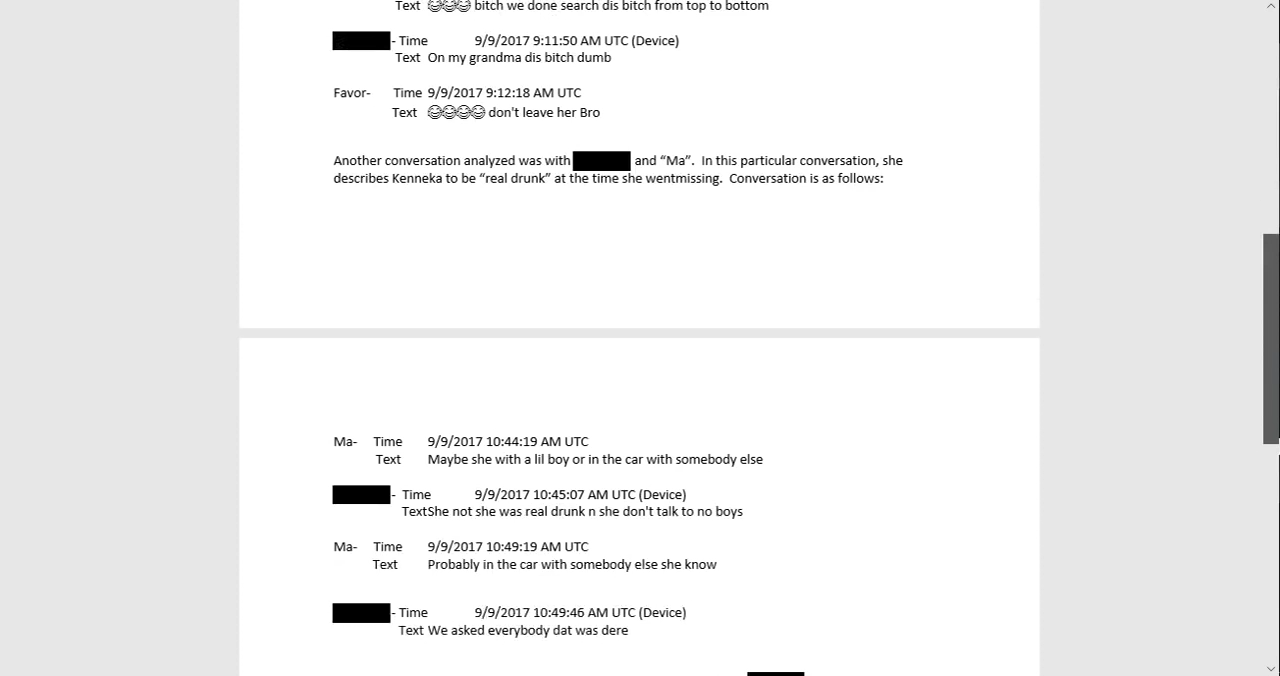 Text 😂😂😂 bitch we done search dis bitch from top to bottom
- Time 9/9/2017 9:11:50 AM UTC (Device)
Text On my grandma dis bitch dumb
Favor- Time 9/9/2017 9:12:18 AM UTC
Text 😂😂😂😂 don't leave her Bro
Another conversation analyzed was with and “Ma”. In this particular conversation, she
describes Kenneka to be “real drunk” at the time she wentmissing. Conversation is as follows:
Ma- Time 9/9/2017 10:44:19 AM UTC
Text Maybe she with a lil boy or in the car with somebody else
- Time 9/9/2017 10:45:07 AM UTC (Device)
TextShe not she was real drunk n she don't talk to no boys
Ma- Time 9/9/2017 10:49:19 AM UTC
Text Probably in the car with somebody else she know
- Time 9/9/2017 10:49:46 AM UTC (Device)
Text We asked everybody dat was dere